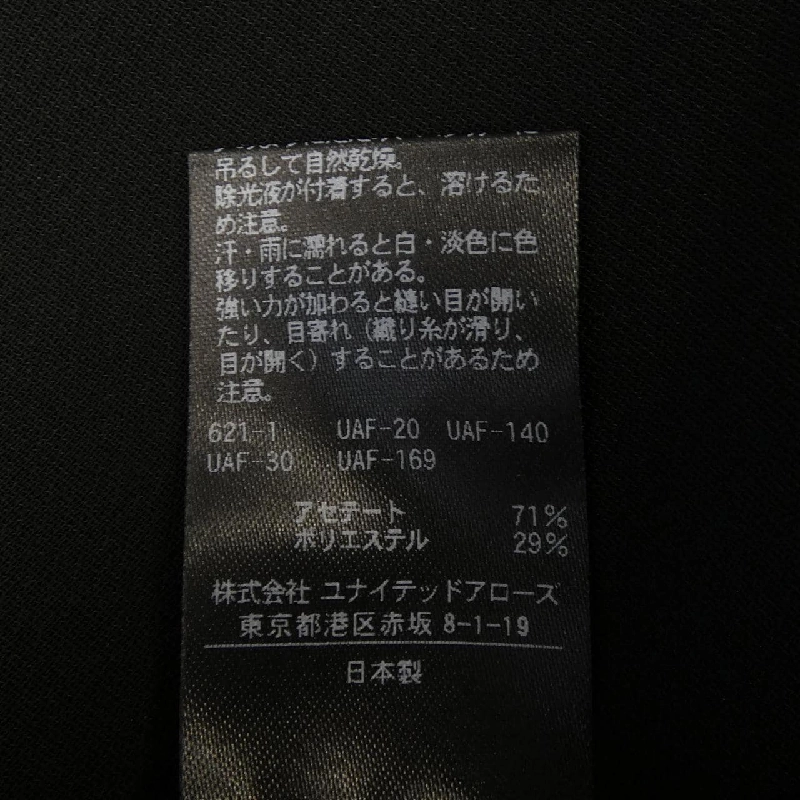 吊るして自然乾燥。
除光液が付着すると、溶けるた
め注意。
汗・雨に濡れると白・淡色に色
移りすることがある。
強い力が加わると縫い目が開い
たり、目寄れ（織り糸が滑り、
目が開く）することがあるため
注意。
621-1 UAF-20 UAF-140
UAF-30 UAF-169
アセテート 71%
ポリエステル 29%
株式会社 ユナイテッドアローズ
東京都港区赤坂 8-1-19
日本製